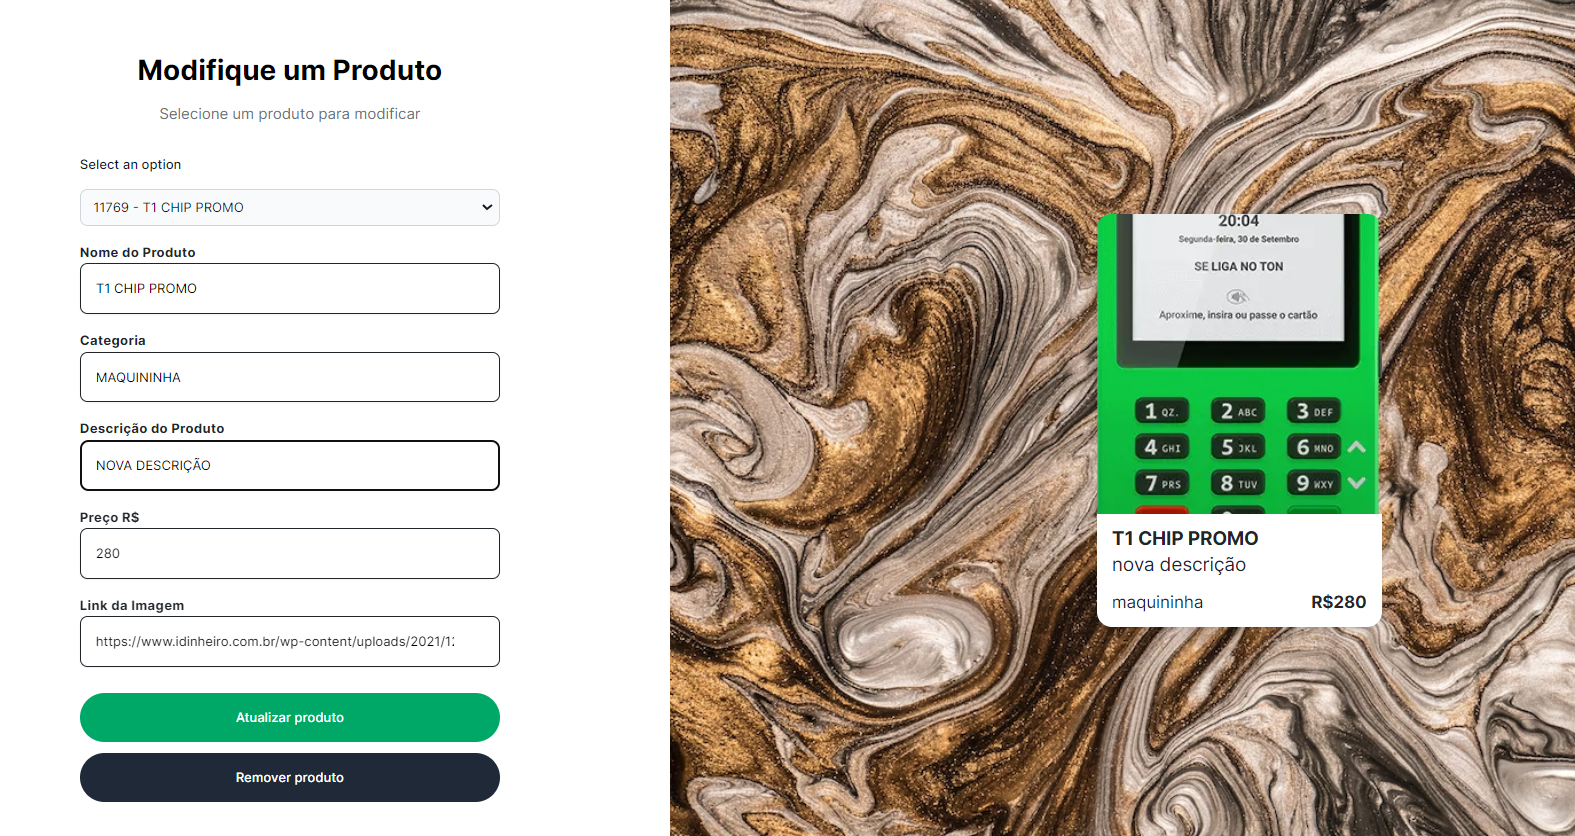 Modifique um Produto
Selecione um produto para modificar
Select an option
11769 - T1 CHIP PROMO
Nome do Produto
T1 CHIP PROMO
Categoria
MAQUININHA
Descrição do Produto
NOVA DESCRIÇÃO
Preço R$
280
Link da Imagem
https://www.idinheiro.com.br/wp-content/uploads/2021/12
Atualizar produto
Remover produto
20:04
Segunda-feira, 30 de Setembro
SE LIGA NO TON
Aproxime, insira ou passe o cartão
1 QZ. 2 ABC 3 DEF
4 GHI 5 JKL 6 MNO
7 PRS 8 TUV 9 WXY
T1 CHIP PROMO
nova descrição
maquininha R$280